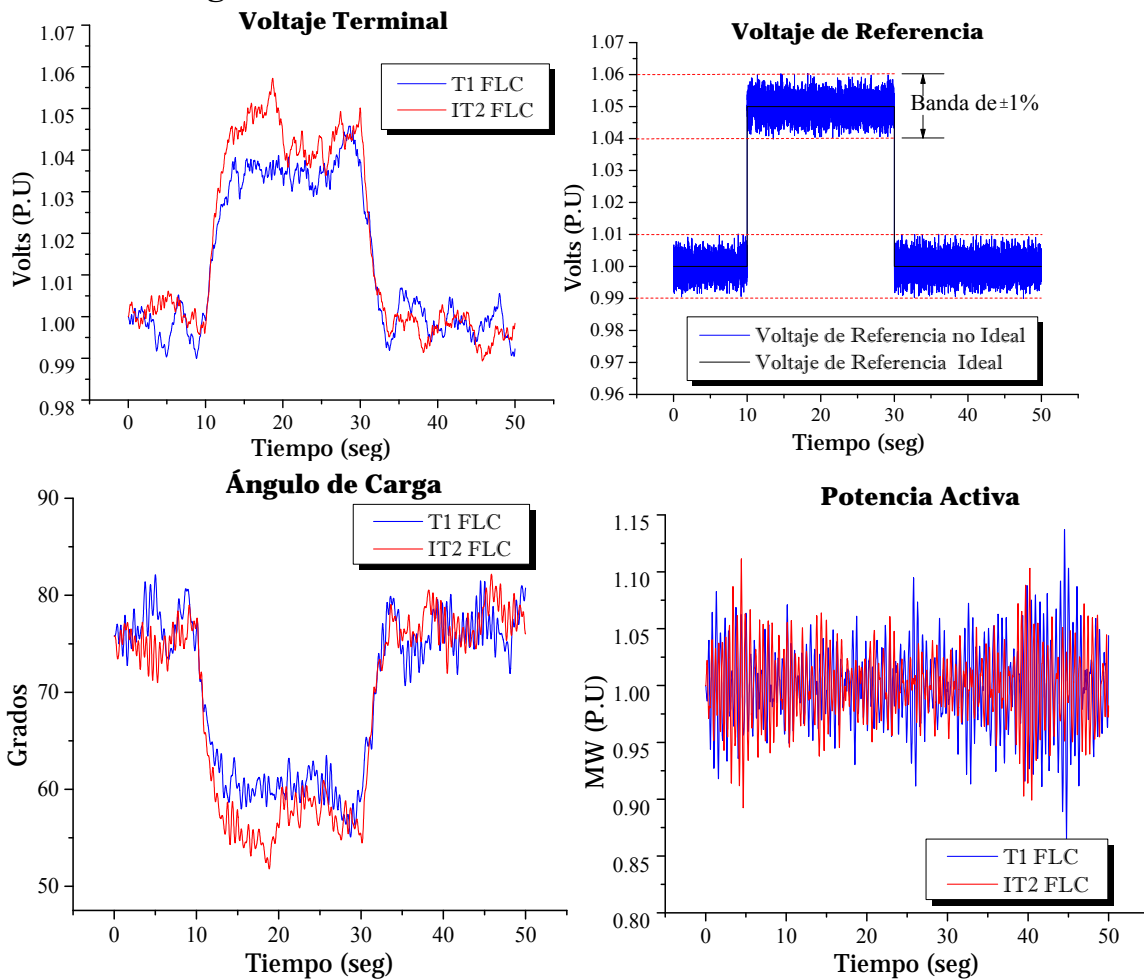 Voltaje Terminal
1.07
1.06
1.05
1.04
1.03
1.02
1.01
1.00
0.99
0.98
Volts (P.U)
T1 FLC
IT2 FLC
0 10 20 30 40 50
Tiempo (seg)
Voltaje de Referencia
1.07
1.06
1.05
1.04
1.03
1.02
1.01
1.00
0.99
0.98
0.97
0.96
Volts (P.U)
Banda de ±1%
Voltaje de Referencia no Ideal
Voltaje de Referencia Ideal
0 10 20 30 40 50
Tiempo (seg)
Ángulo de Carga
90
80
70
60
50
Grados
T1 FLC
IT2 FLC
0 10 20 30 40 50
Tiempo (seg)
Potencia Activa
1.15
1.10
1.05
1.00
0.95
0.90
0.85
0.80
MW (P.U)
T1 FLC
IT2 FLC
0 10 20 30 40 50
Tiempo (seg)